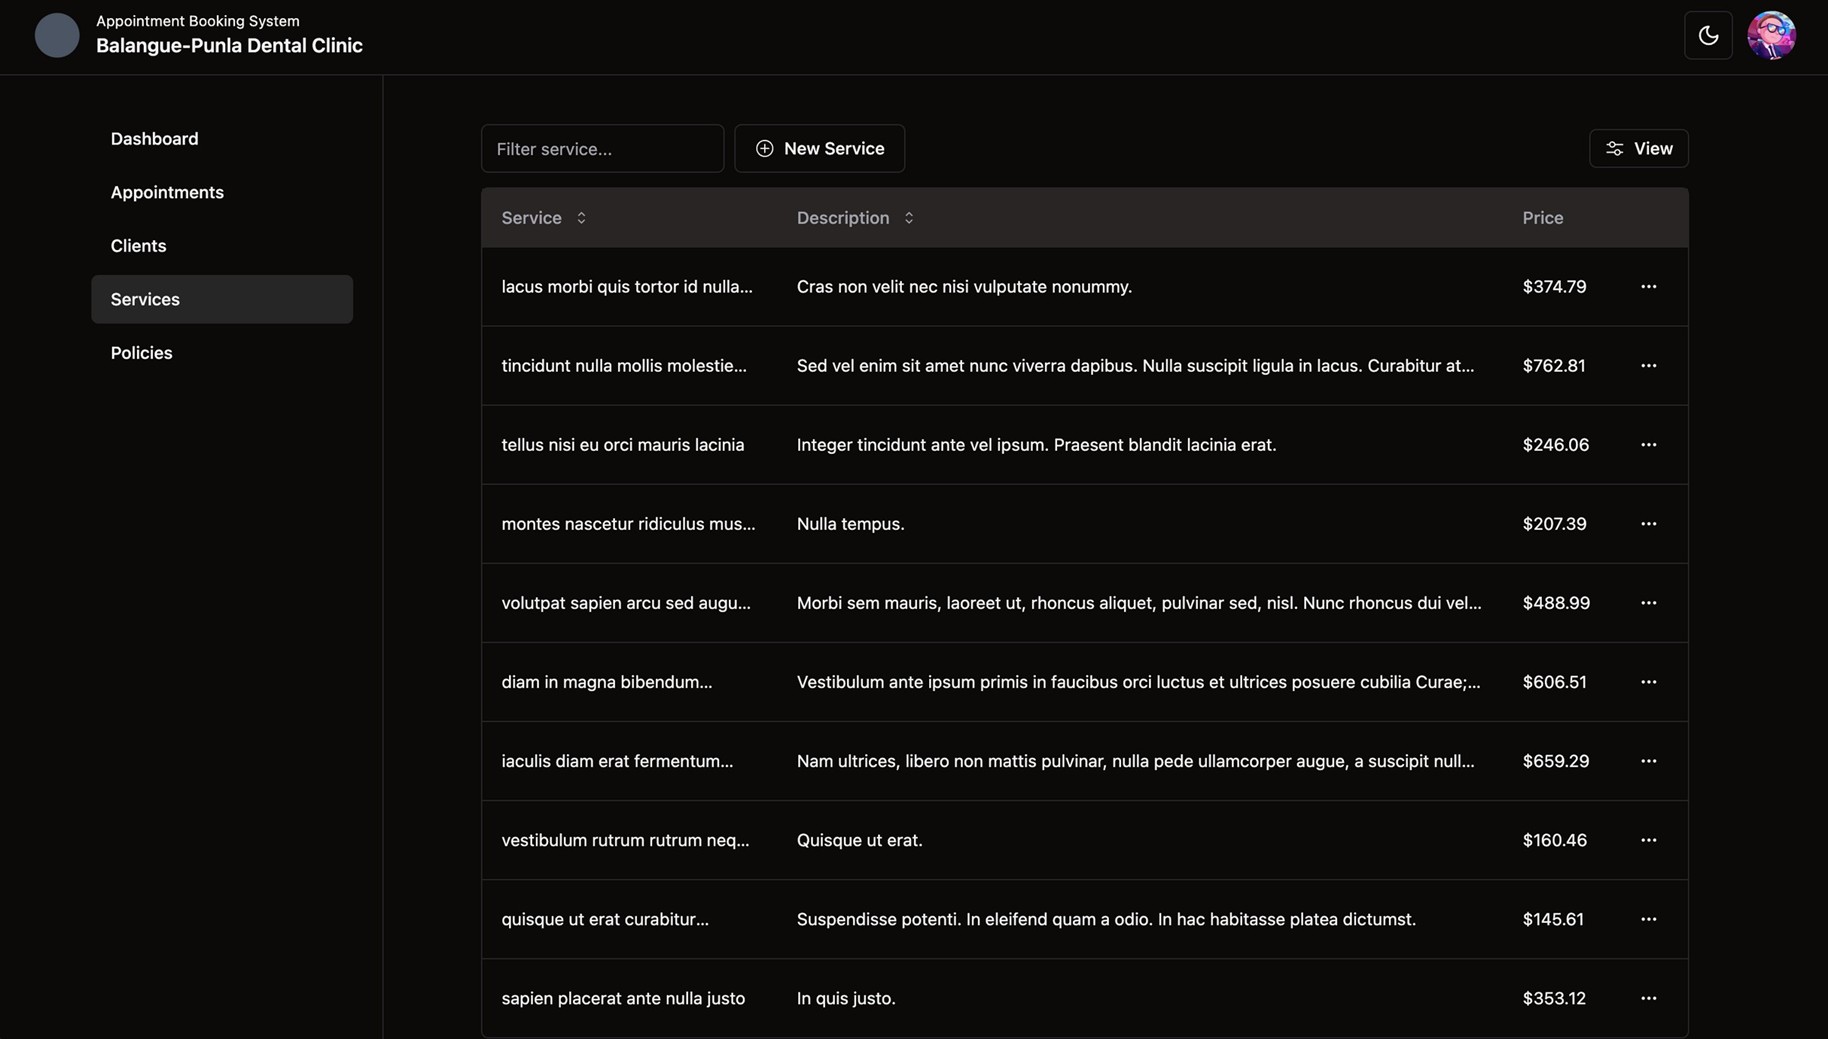 Appointment Booking System
Balangue-Punla Dental Clinic
Dashboard
Appointments
Clients
Services
Policies
Filter service...
New Service
View
Service Description Price
lacus morbi quis tortor id nulla... Cras non velit nec nisi vulputate nonummy. $374.79
tincidunt nulla mollis molestie... Sed vel enim sit amet nunc viverra dapibus. Nulla suscipit ligula in lacus. Curabitur at... $762.81
tellus nisi eu orci mauris lacinia Integer tincidunt ante vel ipsum. Praesent blandit lacinia erat. $246.06
montes nascetur ridiculus mus... Nulla tempus. $207.39
volutpat sapien arcu sed augu... Morbi sem mauris, laoreet ut, rhoncus aliquet, pulvinar sed, nisl. Nunc rhoncus dui vel... $488.99
diam in magna bibendum... Vestibulum ante ipsum primis in faucibus orci luctus et ultrices posuere cubilia Curae;... $606.51
iaculis diam erat fermentum... Nam ultrices, libero non mattis pulvinar, nulla pede ullamcorper augue, a suscipit null... $659.29
vestibulum rutrum rutrum neq... Quisque ut erat. $160.46
quisque ut erat curabitur... Suspendisse potenti. In eleifend quam a odio. In hac habitasse platea dictumst. $145.61
sapien placerat ante nulla justo In quis justo. $353.12